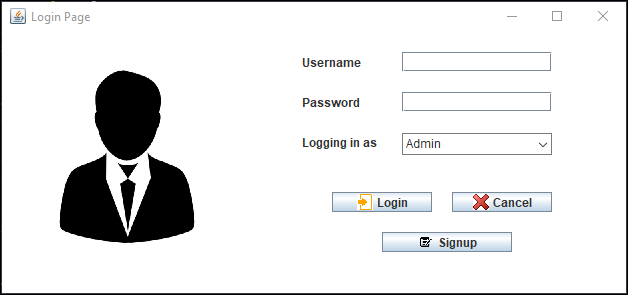 Login Page
Username
Password
Logging in as
Admin
Login
Cancel
Signup